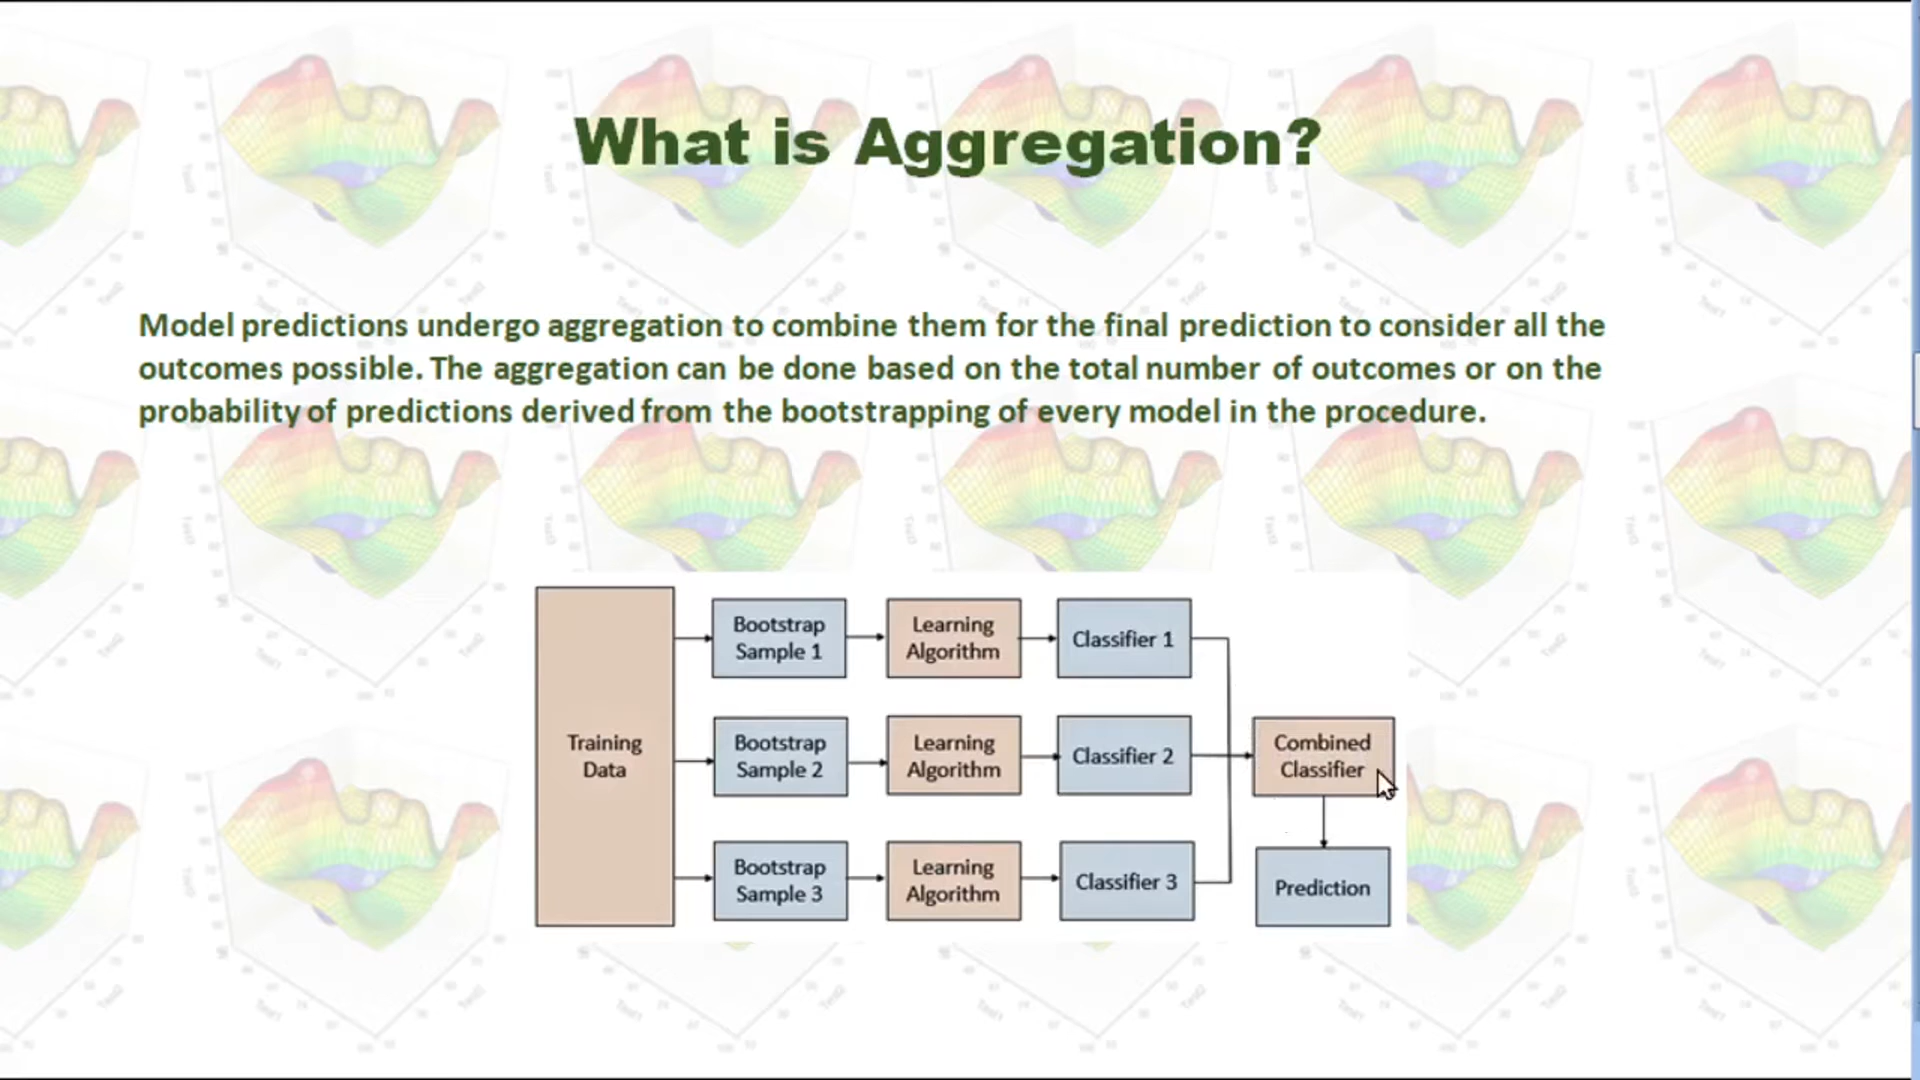 What is Aggregation?
Model predictions undergo aggregation to combine them for the final prediction to consider all the
outcomes possible. The aggregation can be done based on the total number of outcomes or on the
probability of predictions derived from the bootstrapping of every model in the procedure.
Training
Data
Bootstrap
Sample 1
Learning
Algorithm
Classifier 1
Bootstrap
Sample 2
Learning
Algorithm
Classifier 2
Bootstrap
Sample 3
Learning
Algorithm
Classifier 3
Combined
Classifier
Prediction